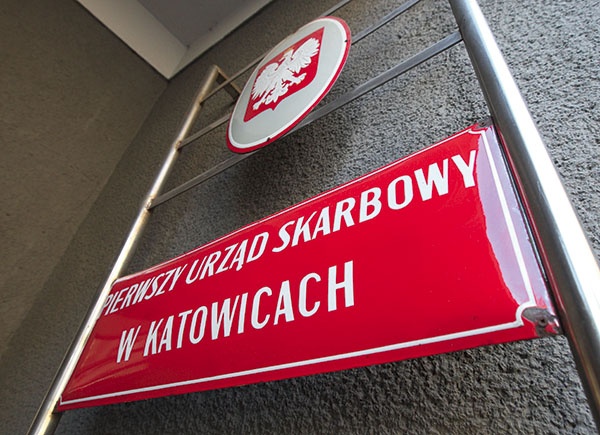 PIERWSZY URZĄD SKARBOWY
W KATOWICACH